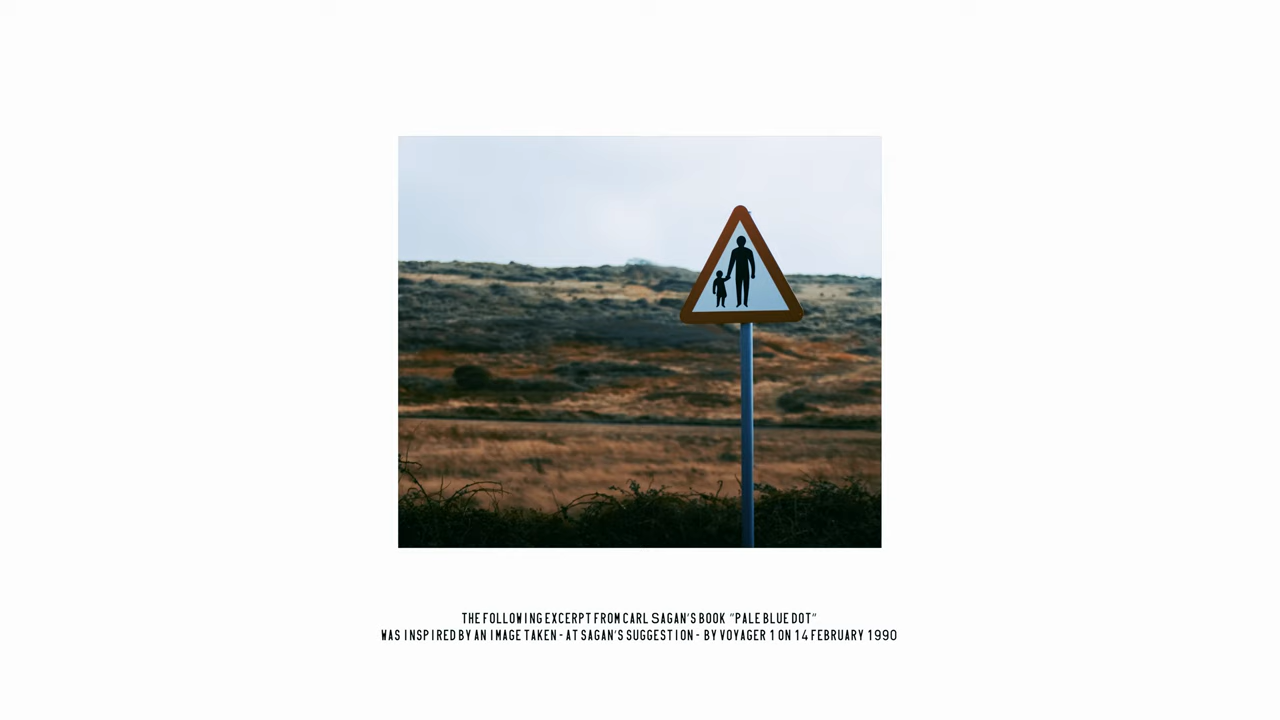 THE FOLLOWING EXCERPT FROM CARL SAGAN'S BOOK "PALE BLUE DOT"
WAS INSPIRED BY AN IMAGE TAKEN - AT SAGAN'S SUGGESTION - BY VOYAGER 1 ON 14 FEBRUARY 1990